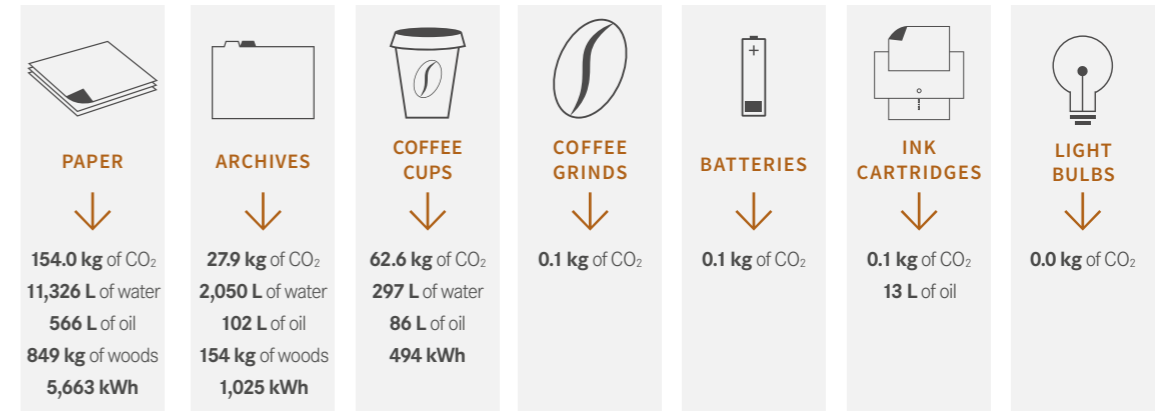 PAPER
154.0 kg of CO₂
11,326 L of water
566 L of oil
849 kg of woods
5,663 kWh
ARCHIVES
27.9 kg of CO₂
2,050 L of water
102 L of oil
154 kg of woods
1,025 kWh
COFFEE
CUPS
62.6 kg of CO₂
297 L of water
86 L of oil
494 kWh
COFFEE
GRINDS
0.1 kg of CO₂
BATTERIES
0.1 kg of CO₂
INK
CARTRIDGES
0.1 kg of CO₂
13 L of oil
LIGHT
BULBS
0.0 kg of CO₂